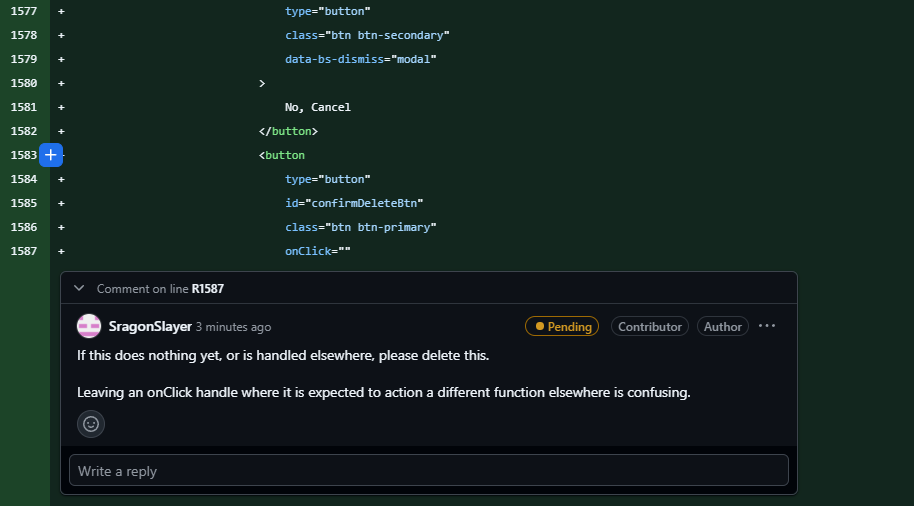 1577 + type="button"
1578 + class="btn btn-secondary"
1579 + data-bs-dismiss="modal"
1580 + >
1581 + No, Cancel
1582 + </button>
1583 + <button
1584 + type="button"
1585 + id="confirmDeleteBtn"
1586 + class="btn btn-primary"
1587 + onClick=""
Comment on line R1587
SragonSlayer 3 minutes ago Pending Contributor Author
If this does nothing yet, or is handled elsewhere, please delete this.
Leaving an onClick handle where it is expected to action a different function elsewhere is confusing.
Write a reply